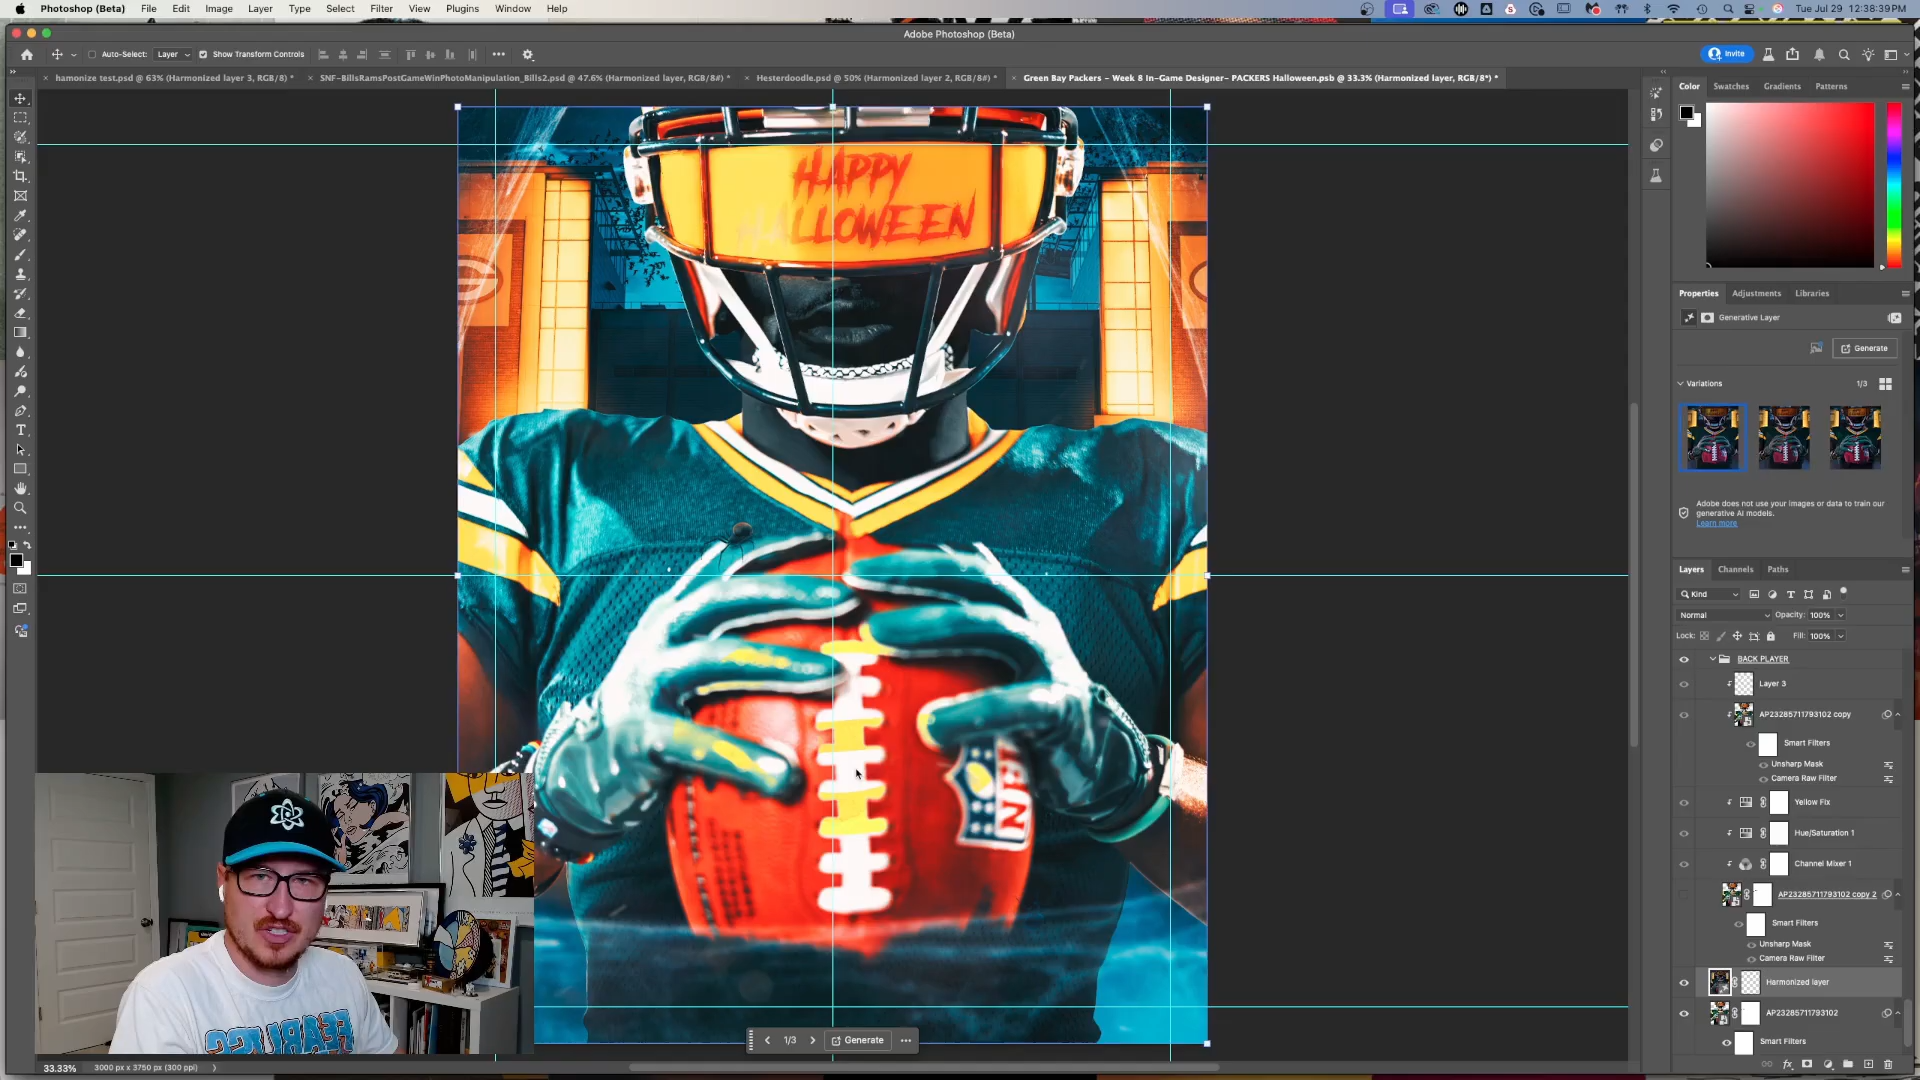 Photoshop (Beta) File Edit Image Layer Type Select Filter View Plugins Window Help
Tue Jul 29 12:38:39 PM
Adobe Photoshop (Beta)
Auto-Select: Layer Show Transform Controls
Invite
hamonize test.psd @ 63% (Harmonized layer 3, RGB/8) *
SNF-BillsRamsPostGameWinPhotoManipulation_Bills2.psd @ 47.6% (Harmonized layer, RGB/8#) *
Hesterdoodle.psd @ 50% (Harmonized layer 2, RGB/8#) *
Green Bay Packers - Week 8 In-Game Designer- PACKERS Halloween.psb @ 33.3% (Harmonized layer, RGB/8*) *
Color Swatches Gradients Patterns
HAPPY
HALLOWEEN
Properties Adjustments Libraries
Generative Layer
Generate
Variations 1/3
Adobe does not use your images or data to train our
generative AI models.
Learn more
Layers Channels Paths
Kind
Normal Opacity: 100%
Lock: Fill: 100%
BACK PLAYER
Layer 3
AP23285711793102 copy
Smart Filters
Unsharp Mask
Camera Raw Filter
Yellow Fix
Hue/Saturation 1
Channel Mixer 1
AP23285711793102 copy 2
Smart Filters
Unsharp Mask
Camera Raw Filter
Harmonized layer
AP23285711793102
Smart Filters
NFL
1/3 Generate
33.33% 3000 px x 3750 px (300 ppi)